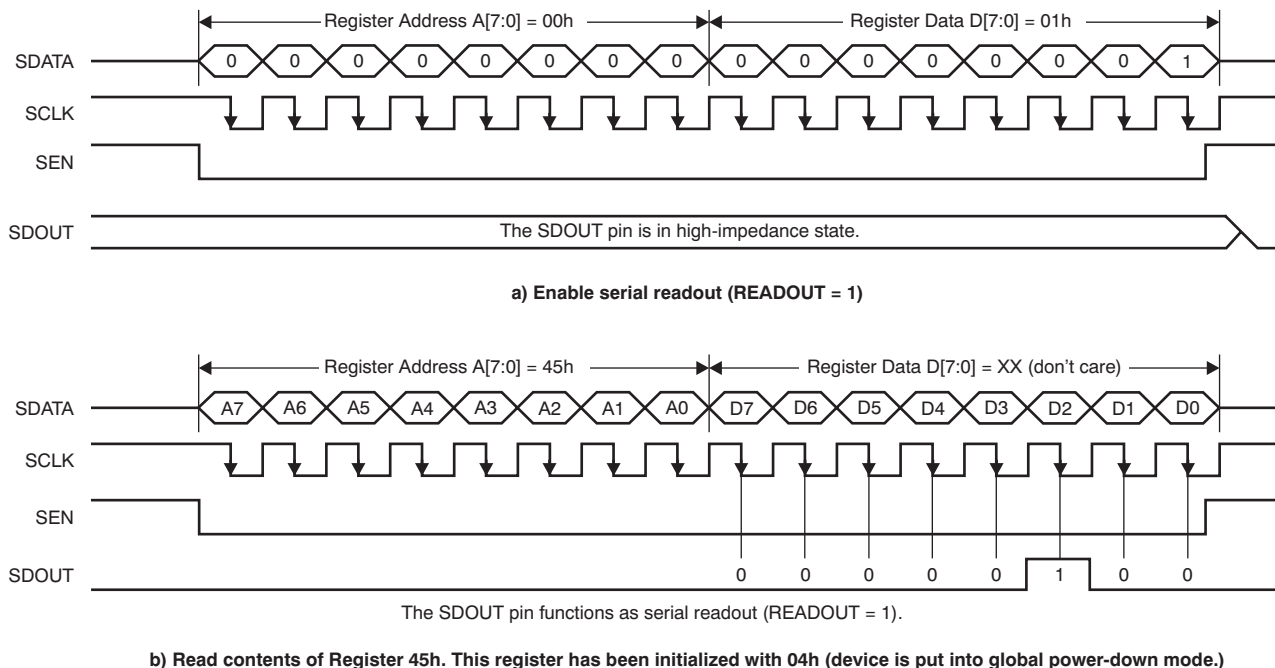 Register Address A[7:0] = 00h Register Data D[7:0] = 01h
SDATA 0 0 0 0 0 0 0 0 0 0 0 0 0 0 0 1
SCLK
SEN
SDOUT The SDOUT pin is in high-impedance state.
a) Enable serial readout (READOUT = 1)
Register Address A[7:0] = 45h Register Data D[7:0] = XX (don't care)
SDATA A7 A6 A5 A4 A3 A2 A1 A0 D7 D6 D5 D4 D3 D2 D1 D0
SCLK
SEN
SDOUT 0 0 0 0 0 1 0 0
The SDOUT pin functions as serial readout (READOUT = 1).
b) Read contents of Register 45h. This register has been initialized with 04h (device is put into global power-down mode.)